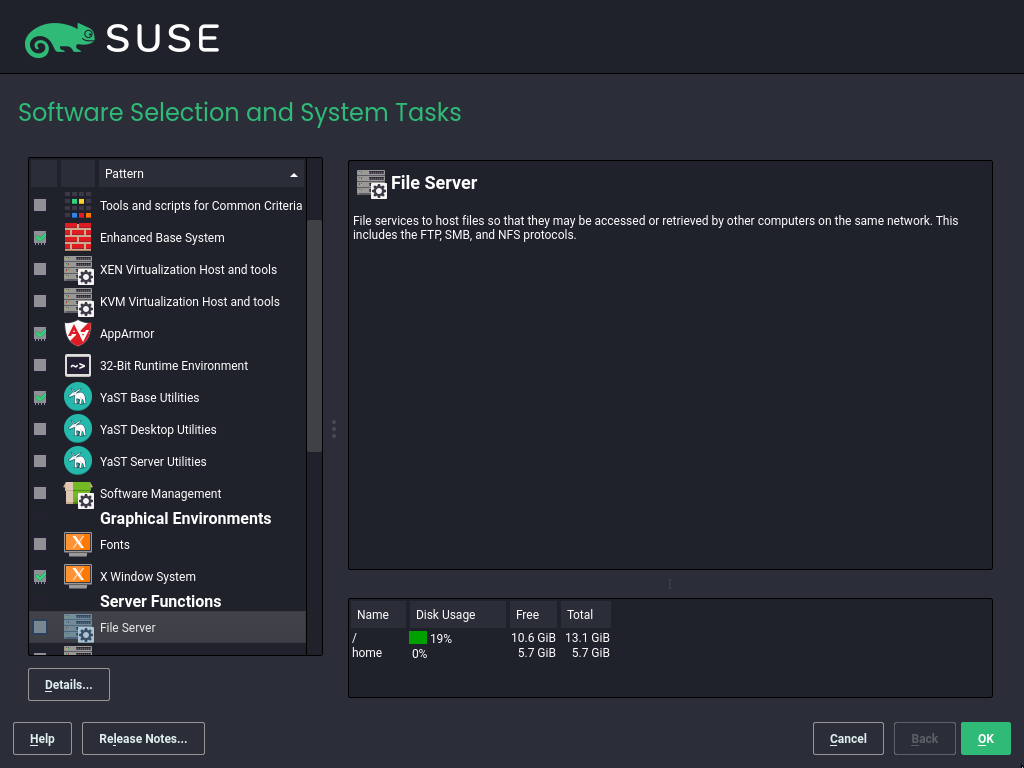 SUSE
Software Selection and System Tasks
Pattern
Tools and scripts for Common Criteria
Enhanced Base System
XEN Virtualization Host and tools
KVM Virtualization Host and tools
AppArmor
~> 32-Bit Runtime Environment
YaST Base Utilities
YaST Desktop Utilities
YaST Server Utilities
Software Management
Graphical Environments
X Fonts
X X Window System
Server Functions
File Server
Details...
File Server
File services to host files so that they may be accessed or retrieved by other computers on the same network. This
includes the FTP, SMB, and NFS protocols.
Name Disk Usage Free Total
/ 19% 10.6 GiB 13.1 GiB
home 0% 5.7 GiB 5.7 GiB
Help Release Notes... Cancel Back OK